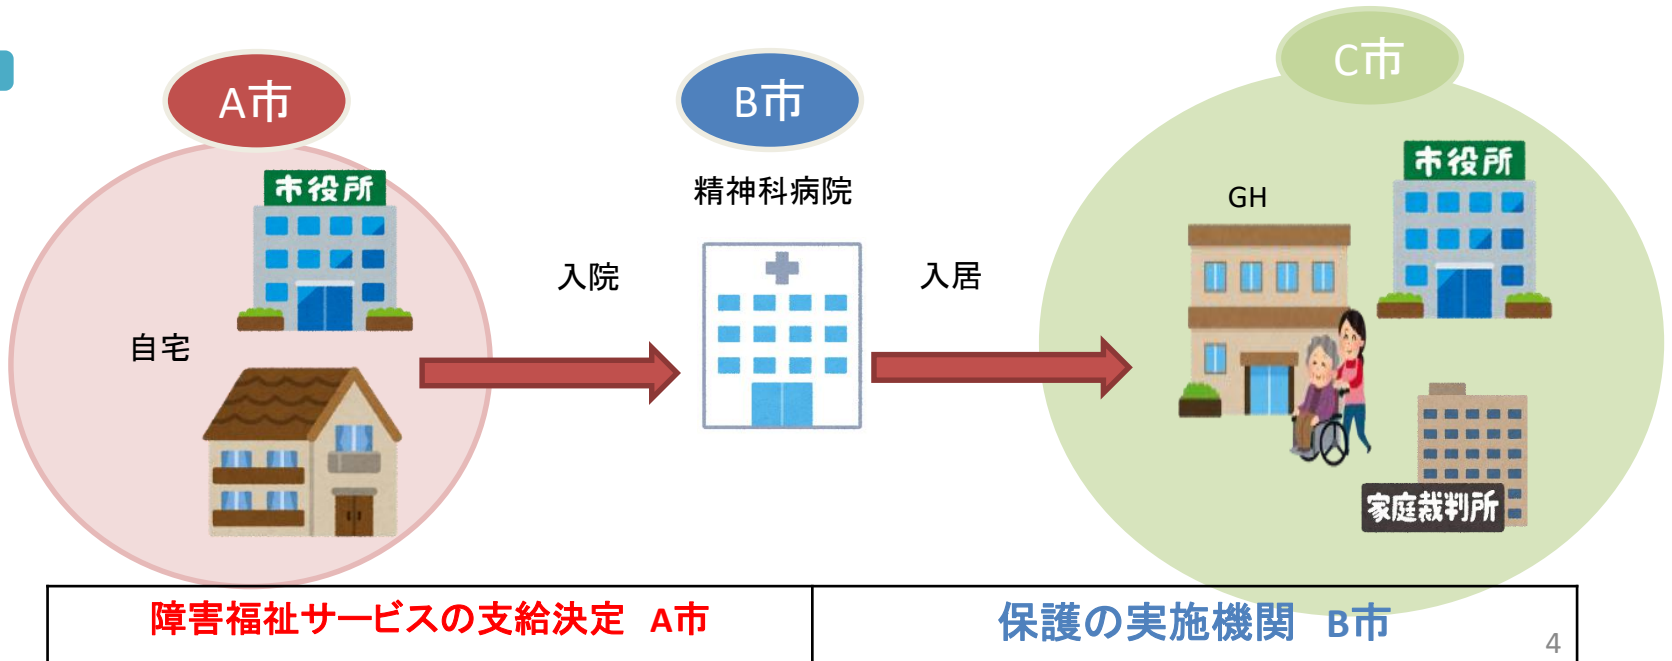 A市
B市
C市
市役所
自宅
入院
精神科病院
入居
GH
市役所
家庭裁判所
障害福祉サービスの支給決定 A市
保護の実施機関 B市
4